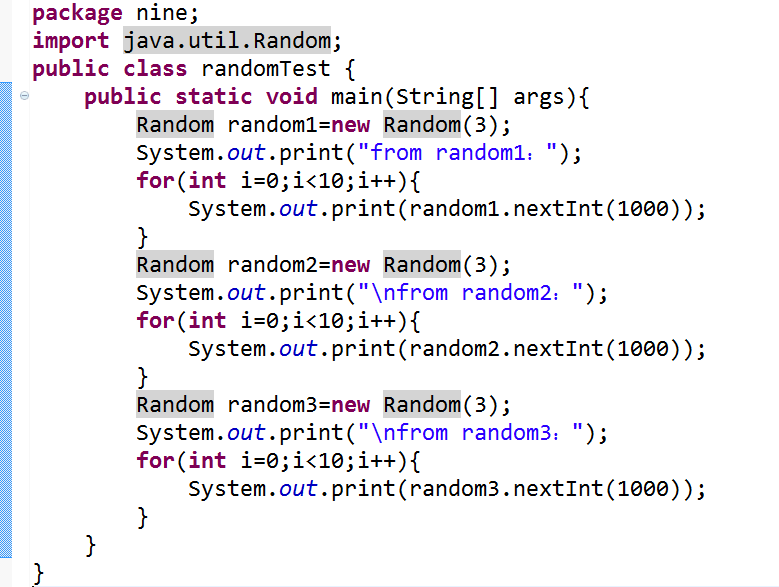 package nine;
import java.util.Random;
public class randomTest {
    public static void main(String[] args){
        Random random1=new Random(3);
        System.out.print("from random1：");
        for(int i=0;i<10;i++){
            System.out.print(random1.nextInt(1000));
        }
        Random random2=new Random(3);
        System.out.print("\nfrom random2：");
        for(int i=0;i<10;i++){
            System.out.print(random2.nextInt(1000));
        }
        Random random3=new Random(3);
        System.out.print("\nfrom random3：");
        for(int i=0;i<10;i++){
            System.out.print(random3.nextInt(1000));
        }
    }
}